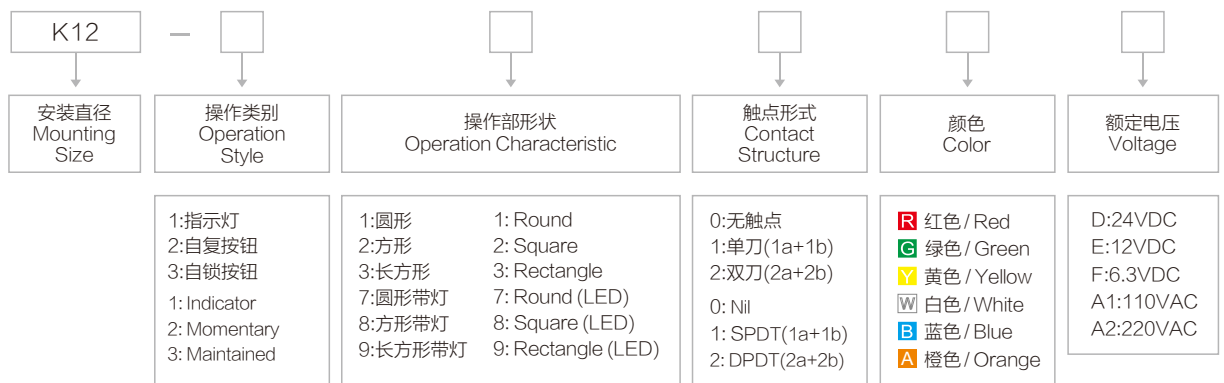 K12 —
安装直径
Mounting
Size
操作类别
Operation
Style
操作部形状
Operation Characteristic
触点形式
Contact
Structure
颜色
Color
额定电压
Voltage
1:指示灯
2:自复按钮
3:自锁按钮
1: Indicator
2: Momentary
3: Maintained
1:圆形
2:方形
3:长方形
7:圆形带灯
8:方形带灯
9:长方形带灯
1: Round
2: Square
3: Rectangle
7: Round (LED)
8: Square (LED)
9: Rectangle (LED)
0:无触点
1:单刀(1a+1b)
2:双刀(2a+2b)
0: Nil
1: SPDT(1a+1b)
2: DPDT(2a+2b)
R 红色/Red
G 绿色/Green
Y 黄色/Yellow
W 白色/White
B 蓝色/Blue
A 橙色/Orange
D:24VDC
E:12VDC
F:6.3VDC
A1:110VAC
A2:220VAC